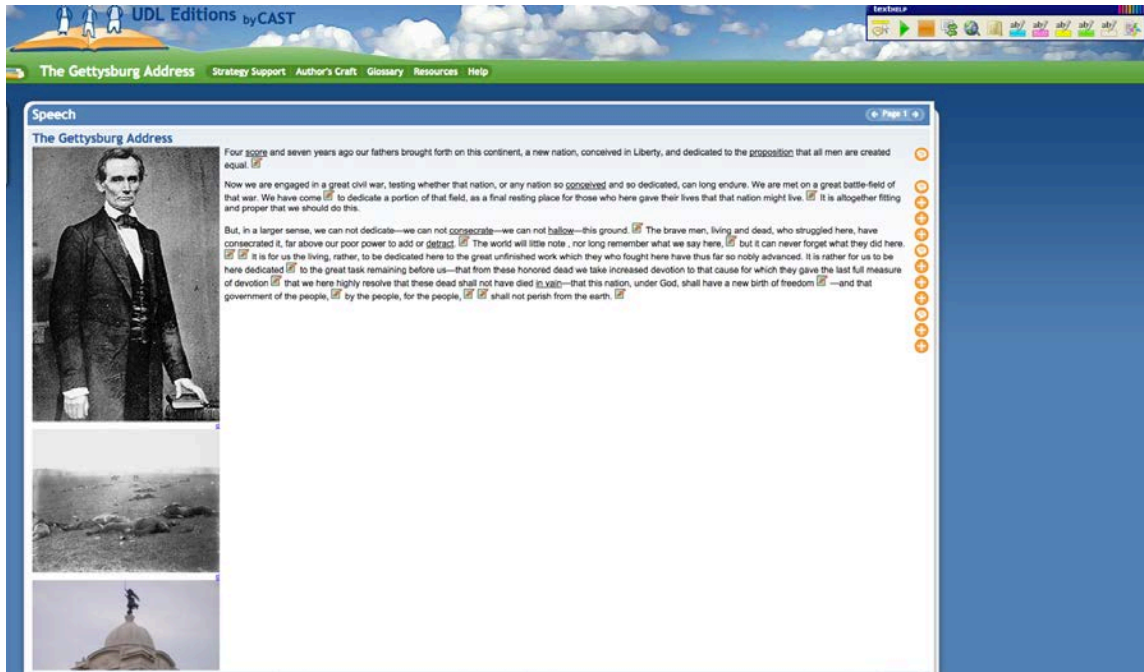 UDL Editions by CAST
textHELP
The Gettysburg Address Strategy Support Author's Craft Glossary Resources Help
Speech
Page 1
The Gettysburg Address
Four score and seven years ago our fathers brought forth on this continent, a new nation, conceived in Liberty, and dedicated to the proposition that all men are created
equal.
Now we are engaged in a great civil war, testing whether that nation, or any nation so conceived and so dedicated, can long endure. We are met on a great battle-field of
that war. We have come to dedicate a portion of that field, as a final resting place for those who here gave their lives that that nation might live. It is altogether fitting
and proper that we should do this.
But, in a larger sense, we can not dedicate—we can not consecrate—we can not hallow—this ground. The brave men, living and dead, who struggled here, have
consecrated it, far above our poor power to add or detract. The world will little note , nor long remember what we say here, but it can never forget what they did here.
It is for us the living, rather, to be dedicated here to the great unfinished work which they who fought here have thus far so nobly advanced. It is rather for us to be
here dedicated to the great task remaining before us—that from these honored dead we take increased devotion to that cause for which they gave the last full measure
of devotion that we here highly resolve that these dead shall not have died in vain—that this nation, under God, shall have a new birth of freedom —and that
government of the people, by the people, for the people, shall not perish from the earth.